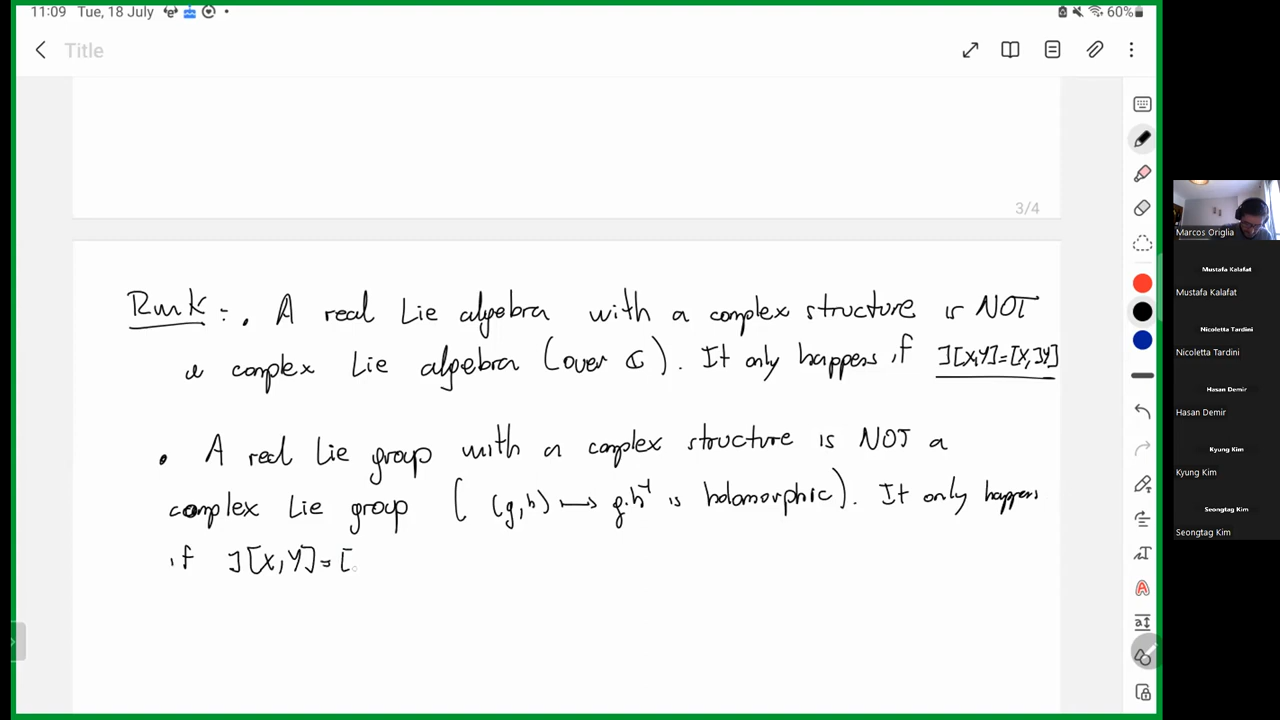 11:09 Tue, 18 July
60%
Title
3/4
Rmk: • A real Lie algebra with a complex structure is NOT
a complex Lie algebra (over ℂ). It only happens if J[X,Y]=[X,JY]
• A real Lie group with a complex structure is NOT a
complex Lie group ( (g,h) ⟼ g·h⁻¹ is holomorphic). It only happens
if J[X,Y]=[
Marcos Origlia
Mustafa Kalafat
Mustafa Kalafat
Nicoletta Tardini
Nicoletta Tardini
Hasan Demir
Hasan Demir
Kyung Kim
Kyung Kim
Seongtag Kim
Seongtag Kim